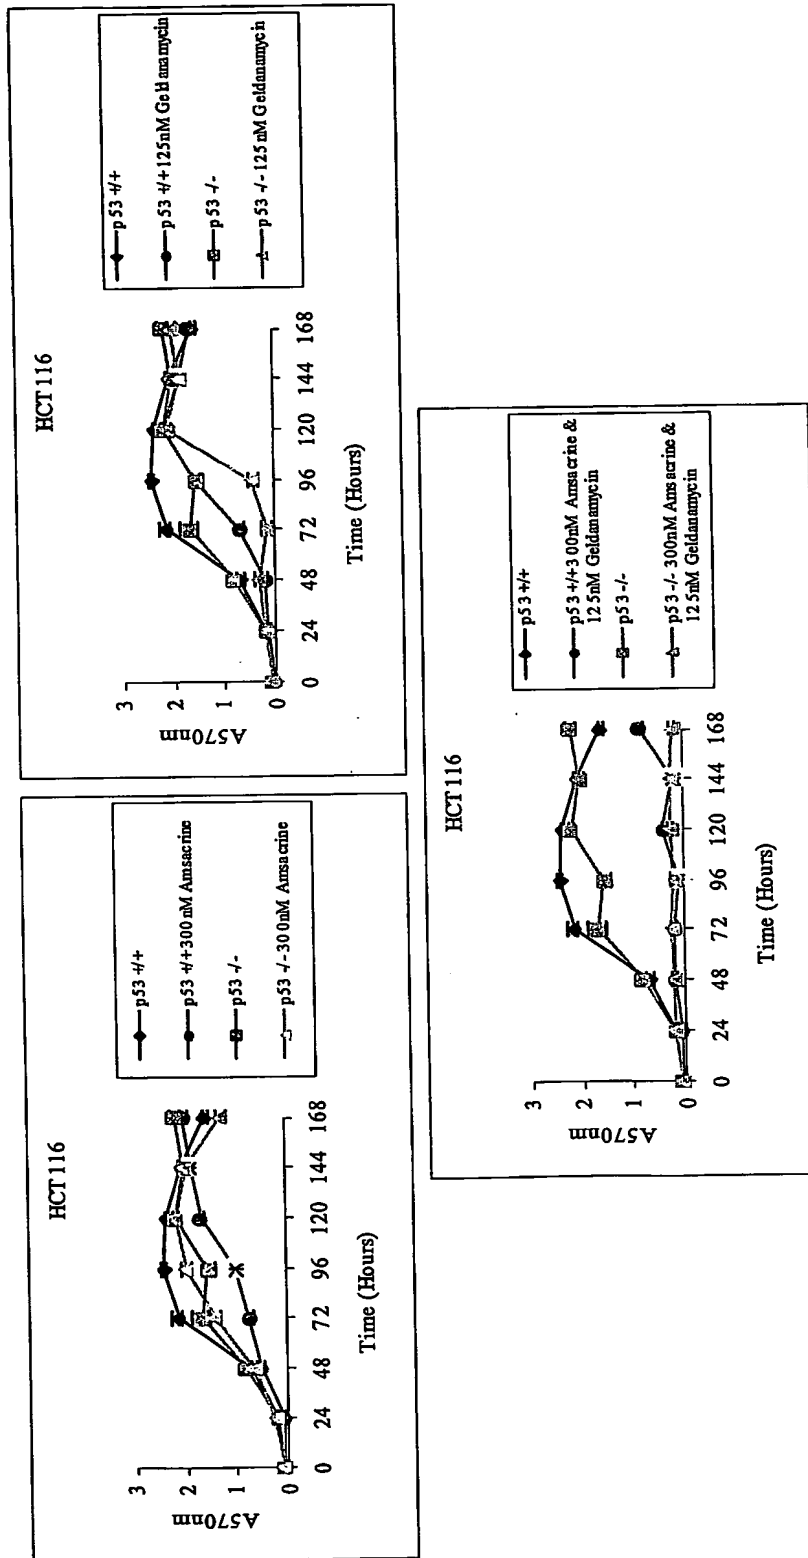 HCT116
3
2
1
0
A570nm
0
24
48
72
96
120
144
168
Time (Hours)
p53 +/+
p53 +/+300nM Amsacrine
p53 -/-
p53 -/-300nM Amsacrine
HCT116
3
2
1
0
A570nm
0
24
48
72
96
120
144
168
Time (Hours)
p53 +/+
p53 +/+125nM Geldanamycin
p53 -/-
p53 -/-125nM Geldanamycin
HCT116
3
2
1
0
A570nm
0
24
48
72
96
120
144
168
Time (Hours)
p53 +/+
p53 +/+300nM Amsacrine &
125nM Geldanamycin
p53 -/-
p53 -/-300nM Amsacrine &
125nM Geldanamycin